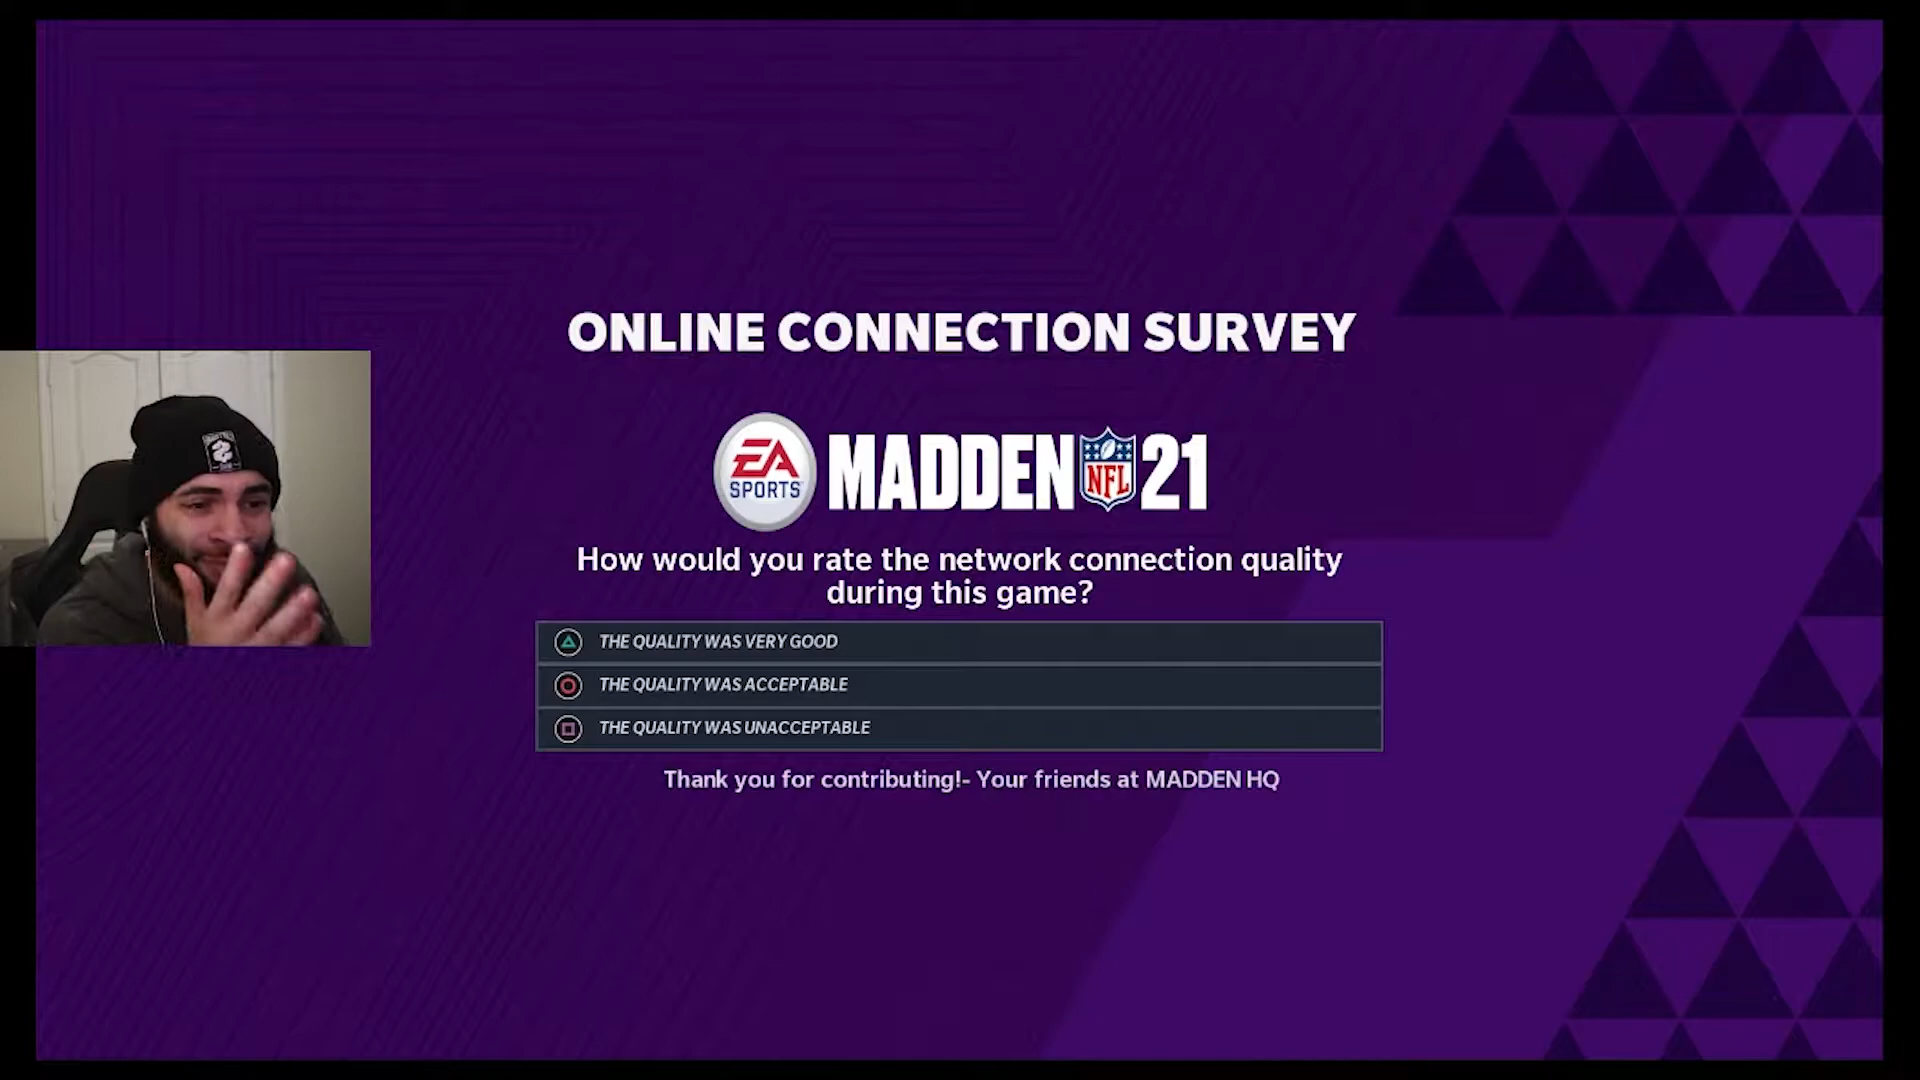 ONLINE CONNECTION SURVEY
EA SPORTS MADDEN NFL 21
How would you rate the network connection quality
during this game?
THE QUALITY WAS VERY GOOD
THE QUALITY WAS ACCEPTABLE
THE QUALITY WAS UNACCEPTABLE
Thank you for contributing!- Your friends at MADDEN HQ